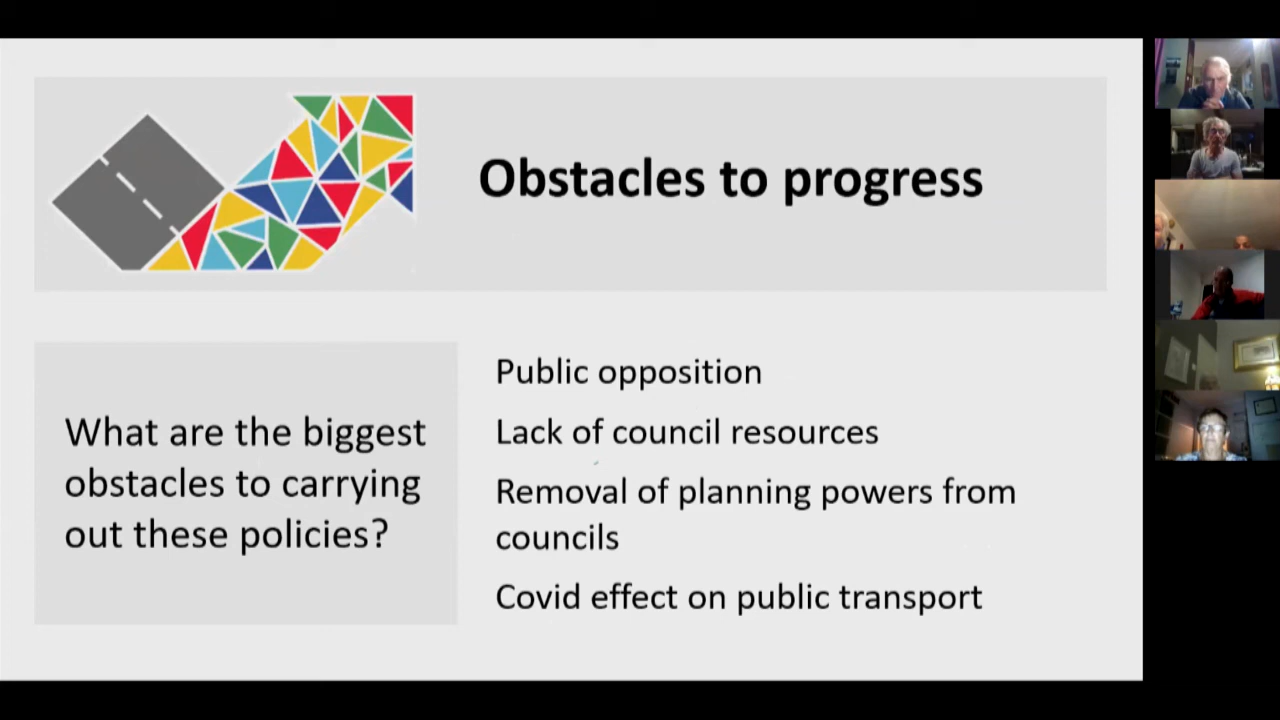 Obstacles to progress
What are the biggest
obstacles to carrying
out these policies?
Public opposition
Lack of council resources
Removal of planning powers from
councils
Covid effect on public transport